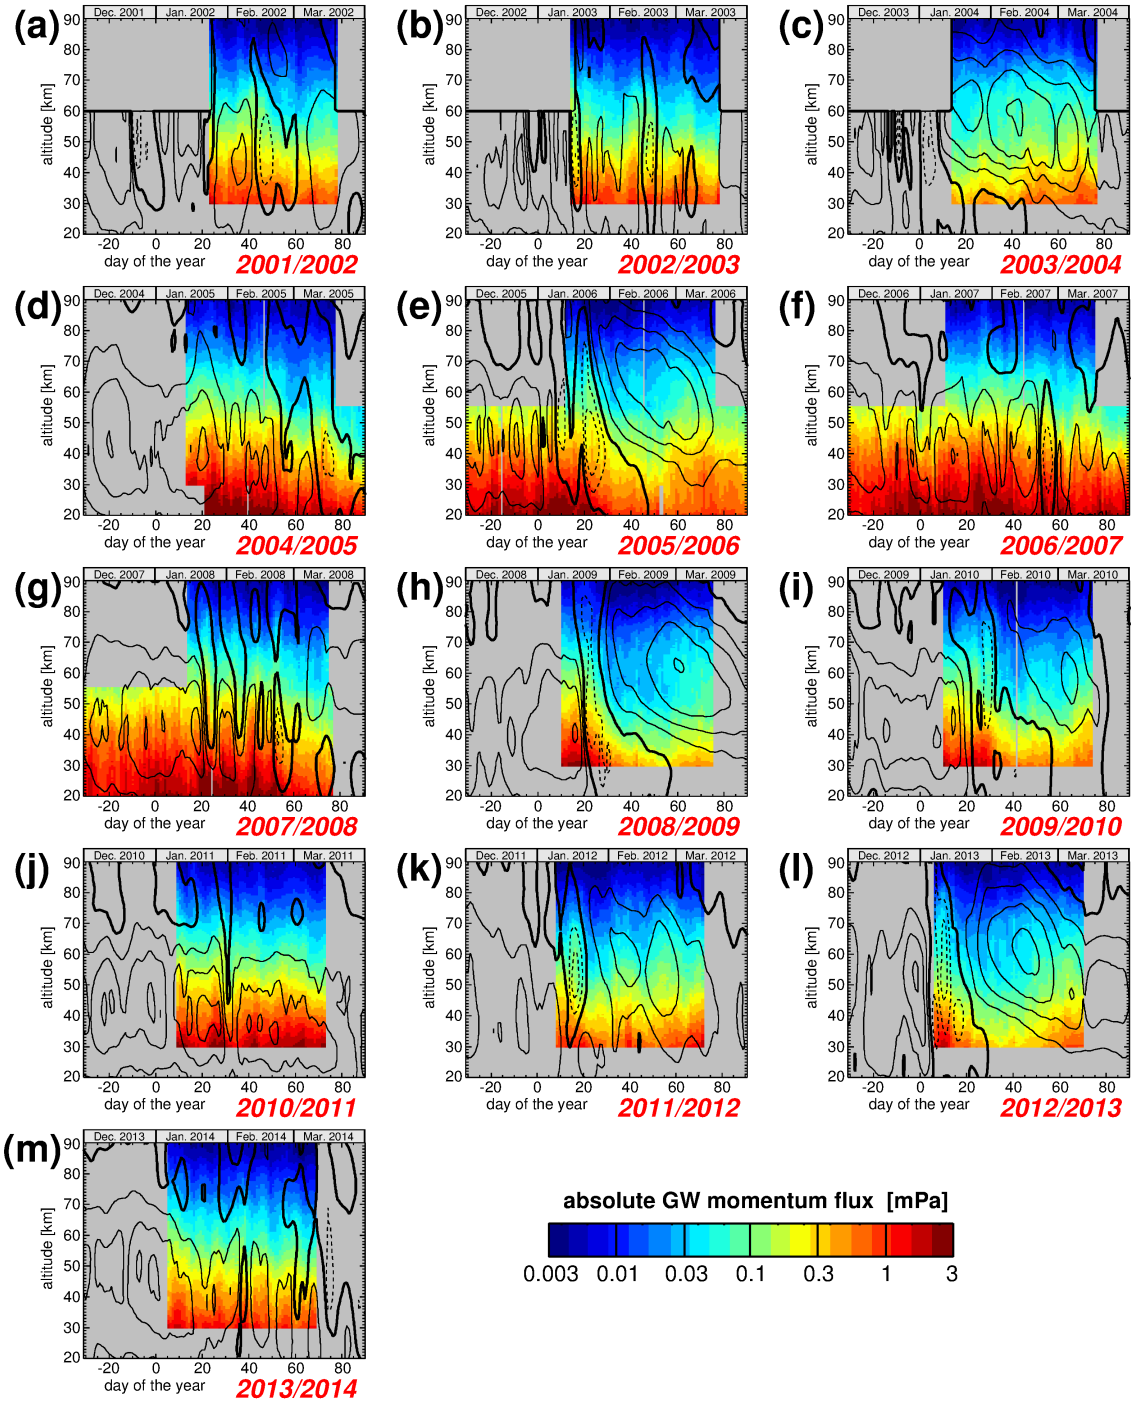 (a) (b) (c)
Dec. 2001 Jan. 2002 Feb. 2002 Mar. 2002
Dec. 2002 Jan. 2003 Feb. 2003 Mar. 2003
Dec. 2003 Jan. 2004 Feb. 2004 Mar. 2004
altitude [km] altitude [km] altitude [km]
90 80 70 60 50 40 30 20
90 80 70 60 50 40 30 20
90 80 70 60 50 40 30 20
-20 0 20 40 60 80
-20 0 20 40 60 80
-20 0 20 40 60 80
day of the year day of the year day of the year
2001/2002 2002/2003 2003/2004
(d) (e) (f)
Dec. 2004 Jan. 2005 Feb. 2005 Mar. 2005
Dec. 2005 Jan. 2006 Feb. 2006 Mar. 2006
Dec. 2006 Jan. 2007 Feb. 2007 Mar. 2007
altitude [km] altitude [km] altitude [km]
90 80 70 60 50 40 30 20
90 80 70 60 50 40 30 20
90 80 70 60 50 40 30 20
-20 0 20 40 60 80
-20 0 20 40 60 80
-20 0 20 40 60 80
day of the year day of the year day of the year
2004/2005 2005/2006 2006/2007
(g) (h) (i)
Dec. 2007 Jan. 2008 Feb. 2008 Mar. 2008
Dec. 2008 Jan. 2009 Feb. 2009 Mar. 2009
Dec. 2009 Jan. 2010 Feb. 2010 Mar. 2010
altitude [km] altitude [km] altitude [km]
90 80 70 60 50 40 30 20
90 80 70 60 50 40 30 20
90 80 70 60 50 40 30 20
-20 0 20 40 60 80
-20 0 20 40 60 80
-20 0 20 40 60 80
day of the year day of the year day of the year
2007/2008 2008/2009 2009/2010
(j) (k) (l)
Dec. 2010 Jan. 2011 Feb. 2011 Mar. 2011
Dec. 2011 Jan. 2012 Feb. 2012 Mar. 2012
Dec. 2012 Jan. 2013 Feb. 2013 Mar. 2013
altitude [km] altitude [km] altitude [km]
90 80 70 60 50 40 30 20
90 80 70 60 50 40 30 20
90 80 70 60 50 40 30 20
-20 0 20 40 60 80
-20 0 20 40 60 80
-20 0 20 40 60 80
day of the year day of the year day of the year
2010/2011 2011/2012 2012/2013
(m)
Dec. 2013 Jan. 2014 Feb. 2014 Mar. 2014
altitude [km]
90 80 70 60 50 40 30 20
-20 0 20 40 60 80
day of the year
2013/2014
absolute GW momentum flux [mPa]
0.003 0.01 0.03 0.1 0.3 1 3